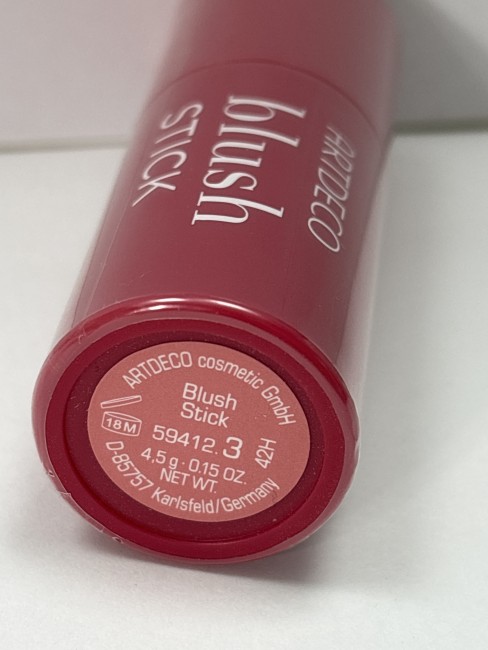 ARTDECO
blush
STICK
ARTDECO cosmetic GmbH
Blush
Stick
18M
59412.3
42H
4,5 g - 0.15 OZ.
NET WT.
D-85757 Karlsfeld/Germany